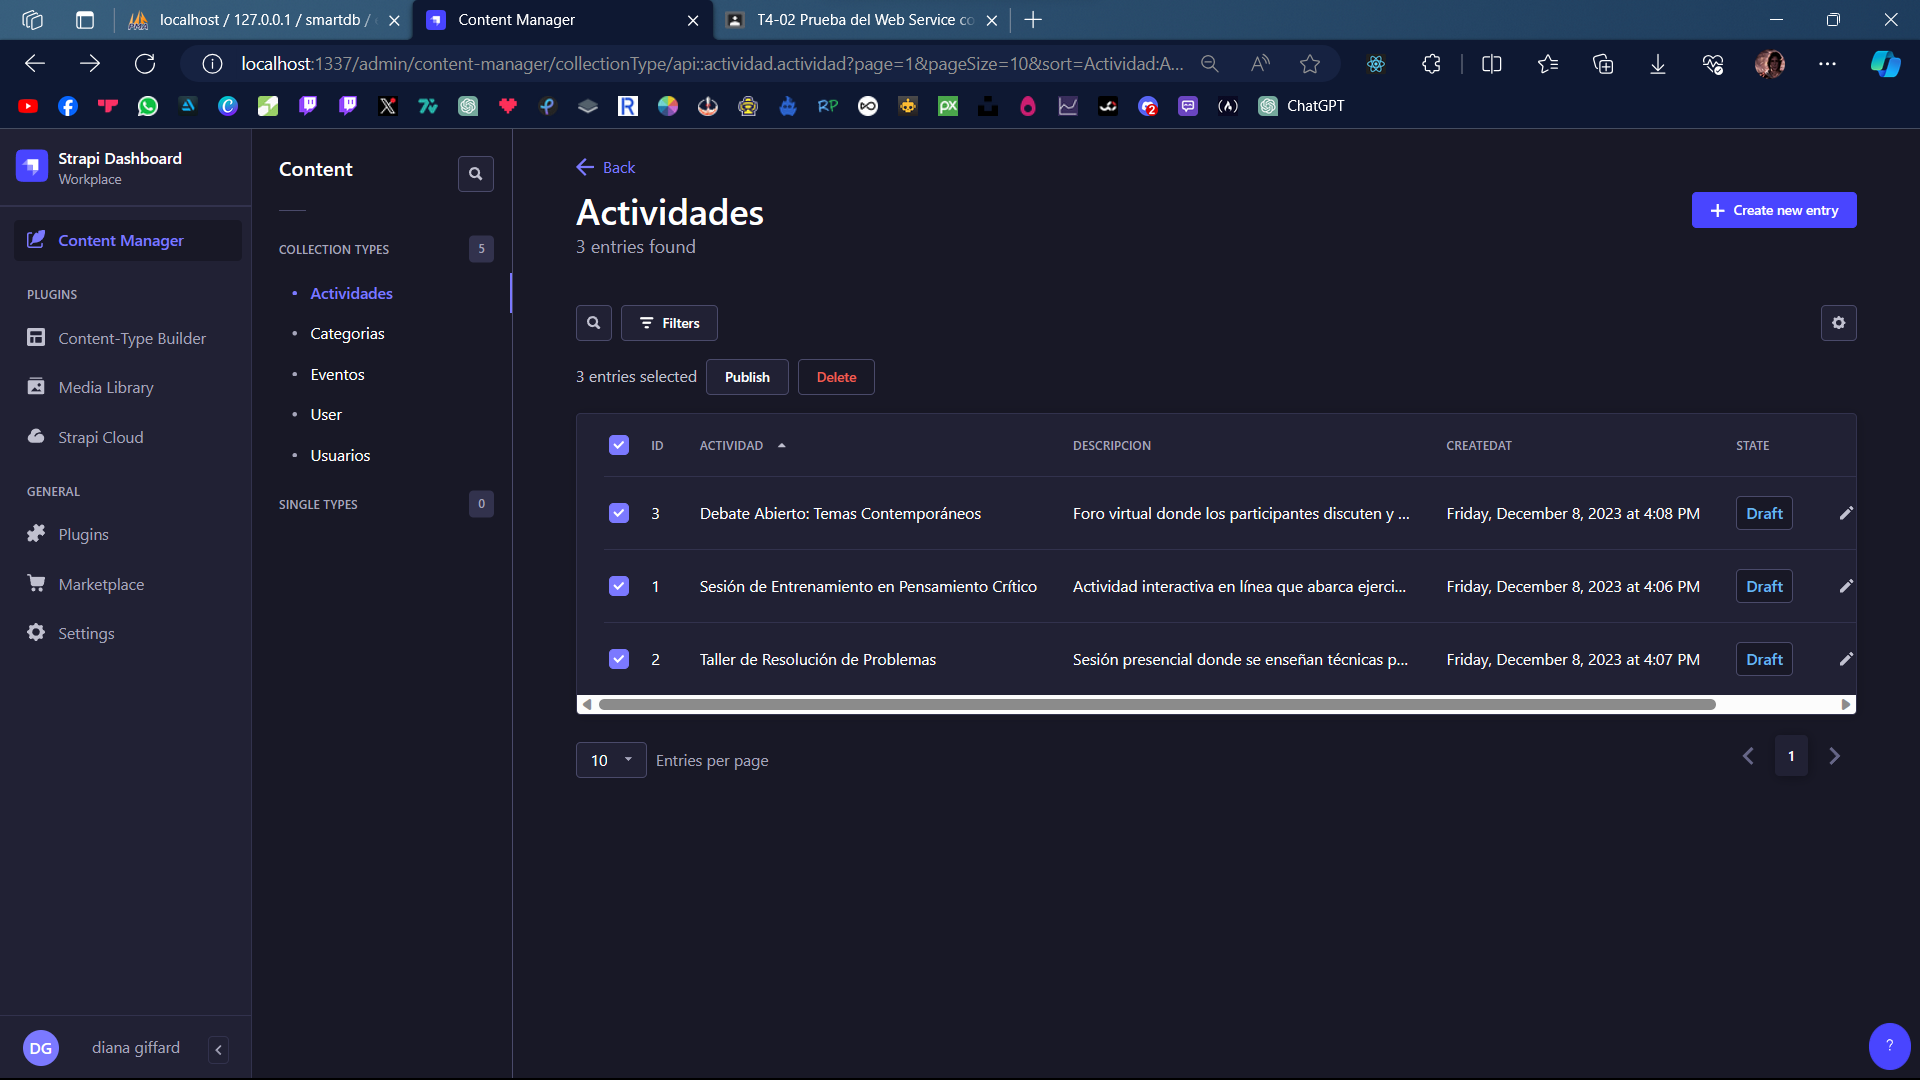 localhost / 127.0.0.1 / smartdb /
Content Manager
T4-02 Prueba del Web Service co
localhost:1337/admin/content-manager/collectionType/api::actividad.actividad?page=1&pageSize=10&sort=Actividad:A...
ChatGPT
Strapi Dashboard
Workplace
Content Manager
PLUGINS
Content-Type Builder
Media Library
Strapi Cloud
GENERAL
Plugins
Marketplace
Settings
DG
diana giffard
Content
COLLECTION TYPES
5
Actividades
Categorias
Eventos
User
Usuarios
SINGLE TYPES
0
Back
Actividades
3 entries found
Create new entry
Filters
3 entries selected
Publish
Delete
ID ACTIVIDAD DESCRIPCION CREATEDAT STATE
3 Debate Abierto: Temas Contemporáneos Foro virtual donde los participantes discuten y ... Friday, December 8, 2023 at 4:08 PM Draft
1 Sesión de Entrenamiento en Pensamiento Crítico Actividad interactiva en línea que abarca ejerci... Friday, December 8, 2023 at 4:06 PM Draft
2 Taller de Resolución de Problemas Sesión presencial donde se enseñan técnicas p... Friday, December 8, 2023 at 4:07 PM Draft
10 Entries per page
1
?